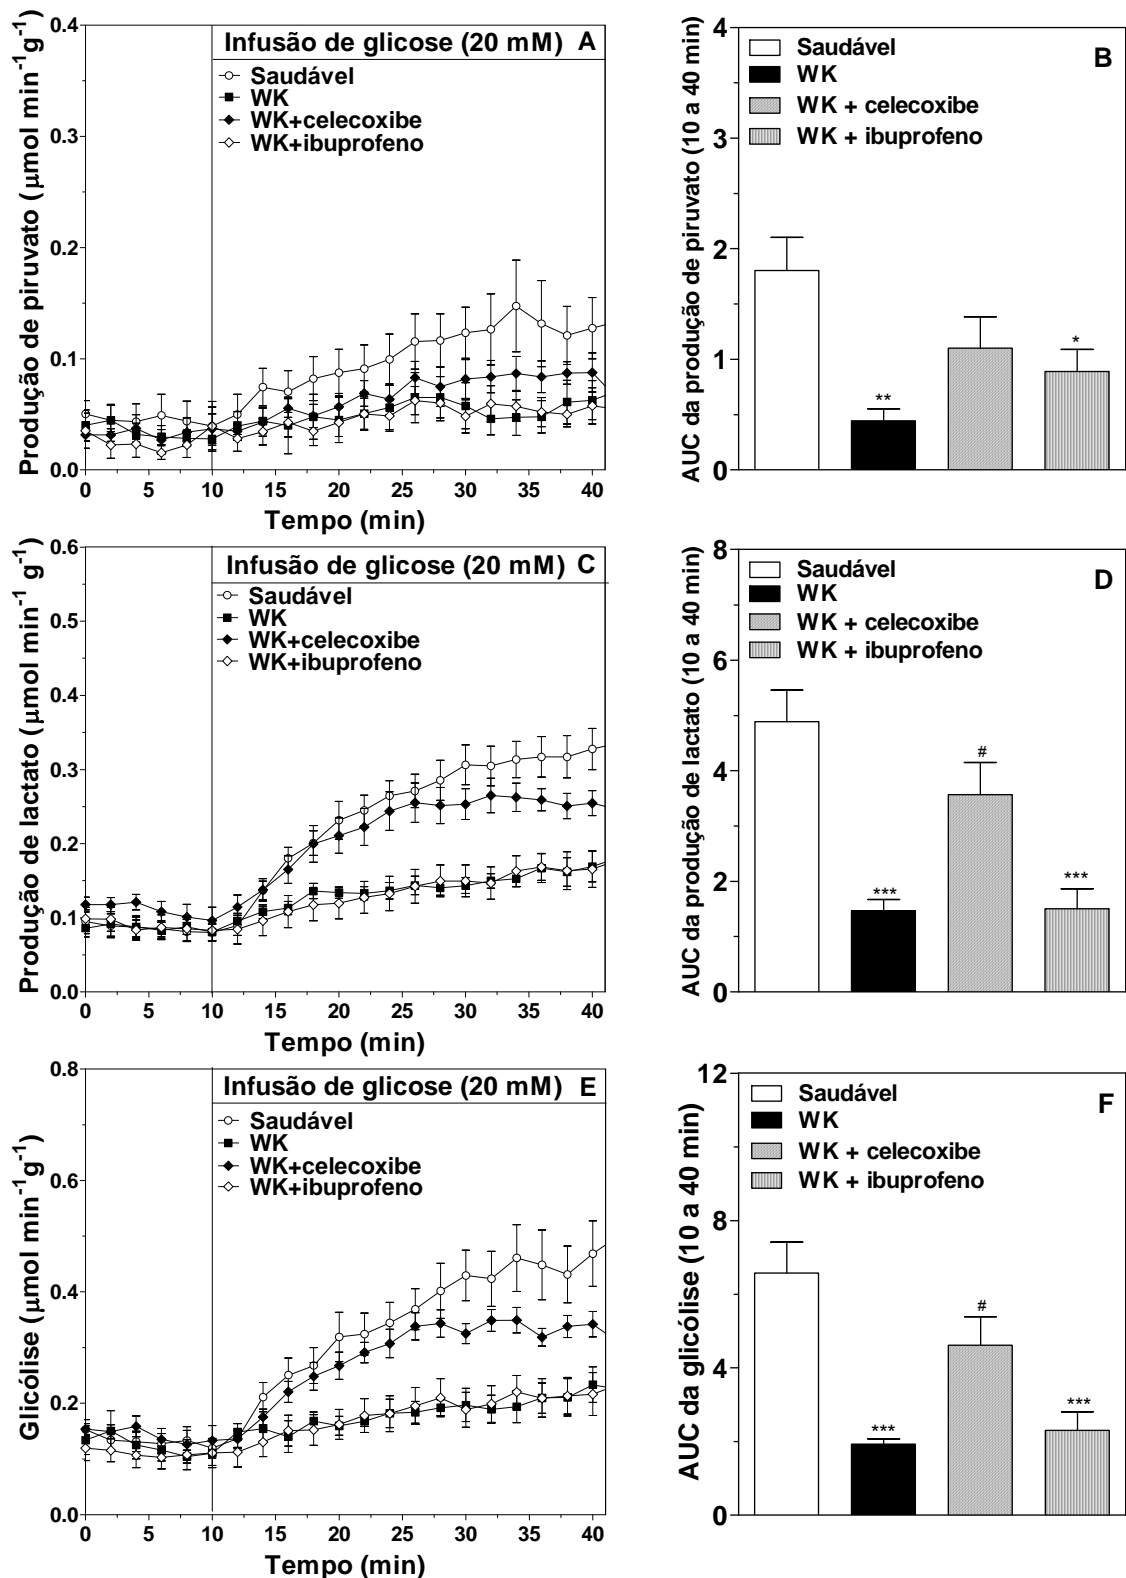 Infusão de glicose (20 mM) A
Saudável
WK
WK+celecoxibe
WK+ibuprofeno
Produção de piruvato (μmol min⁻¹g⁻¹)
0.4
0.3
0.2
0.1
0.0
0 5 10 15 20 25 30 35 40
Tempo (min)
B
Saudável
WK
WK + celecoxibe
WK + ibuprofeno
AUC da produção de piruvato (10 a 40 min)
4
3
2
1
0
**
*
Infusão de glicose (20 mM) C
Saudável
WK
WK+celecoxibe
WK+ibuprofeno
Produção de lactato (μmol min⁻¹ g⁻¹)
0.6
0.5
0.4
0.3
0.2
0.1
0.0
0 5 10 15 20 25 30 35 40
Tempo (min)
D
Saudável
WK
WK + celecoxibe
WK + ibuprofeno
AUC da produção de lactato (10 a 40 min)
8
6
4
2
0
***
#
***
Infusão de glicose (20 mM) E
Saudável
WK
WK+celecoxibe
WK+ibuprofeno
Glicólise (μmol min⁻¹g⁻¹)
0.8
0.6
0.4
0.2
0.0
0 5 10 15 20 25 30 35 40
Tempo (min)
F
Saudável
WK
WK + celecoxibe
WK + ibuprofeno
AUC da glicólise (10 a 40 min)
12
8
4
0
***
#
***